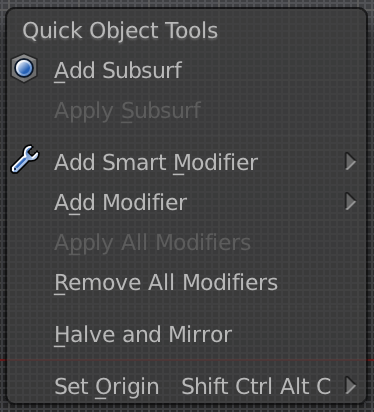 Quick Object Tools
Add Subsurf
Apply Subsurf
Add Smart Modifier
Add Modifier
Apply All Modifiers
Remove All Modifiers
Halve and Mirror
Set Origin Shift Ctrl Alt C